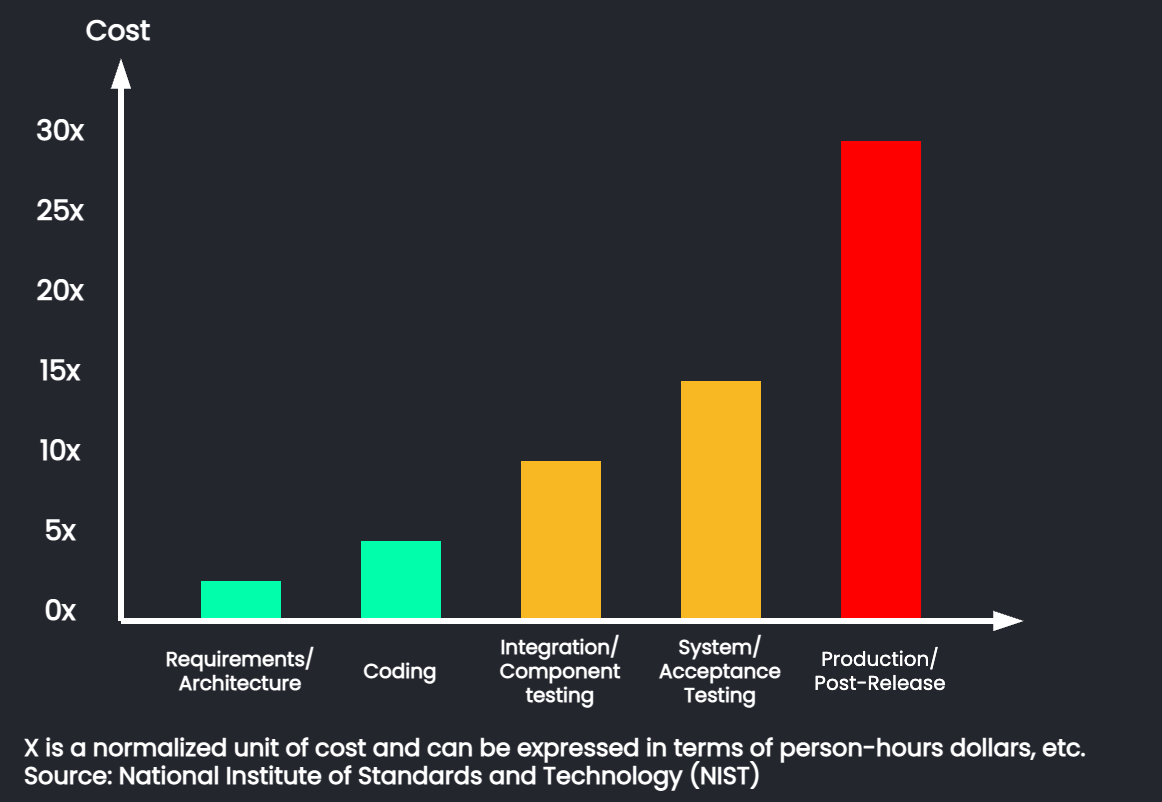 Cost
30x
25x
20x
15x
10x
5x
0x
Requirements/
Architecture
Coding
Integration/
Component
testing
System/
Acceptance
Testing
Production/
Post-Release
X is a normalized unit of cost and can be expressed in terms of person-hours dollars, etc.
Source: National Institute of Standards and Technology (NIST)